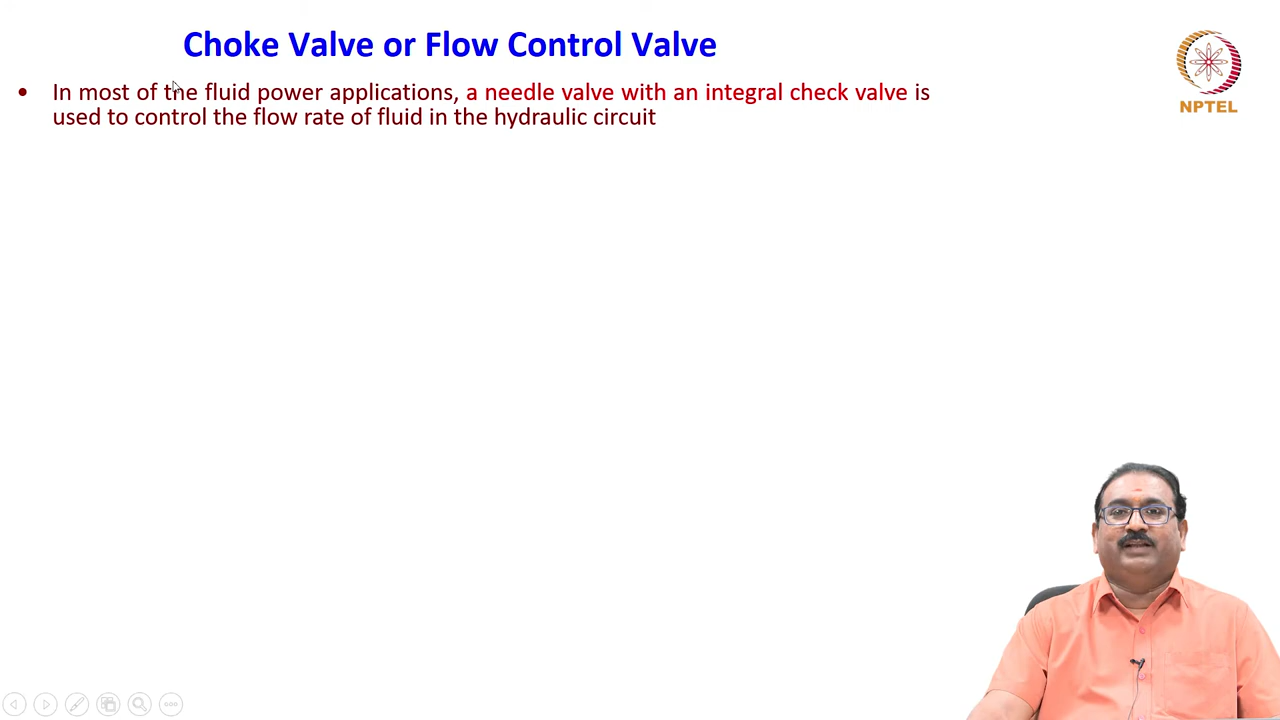 Choke Valve or Flow Control Valve
• In most of the fluid power applications, a needle valve with an integral check valve is
used to control the flow rate of fluid in the hydraulic circuit
NPTEL